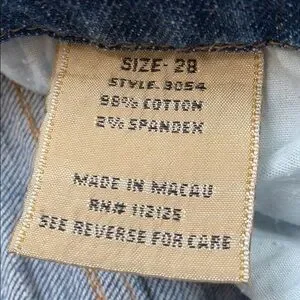 SIZE- 28
STYLE. 3054
98% COTTON
2% SPANDEX
MADE IN MACAU
RN# 112125
SEE REVERSE FOR CARE